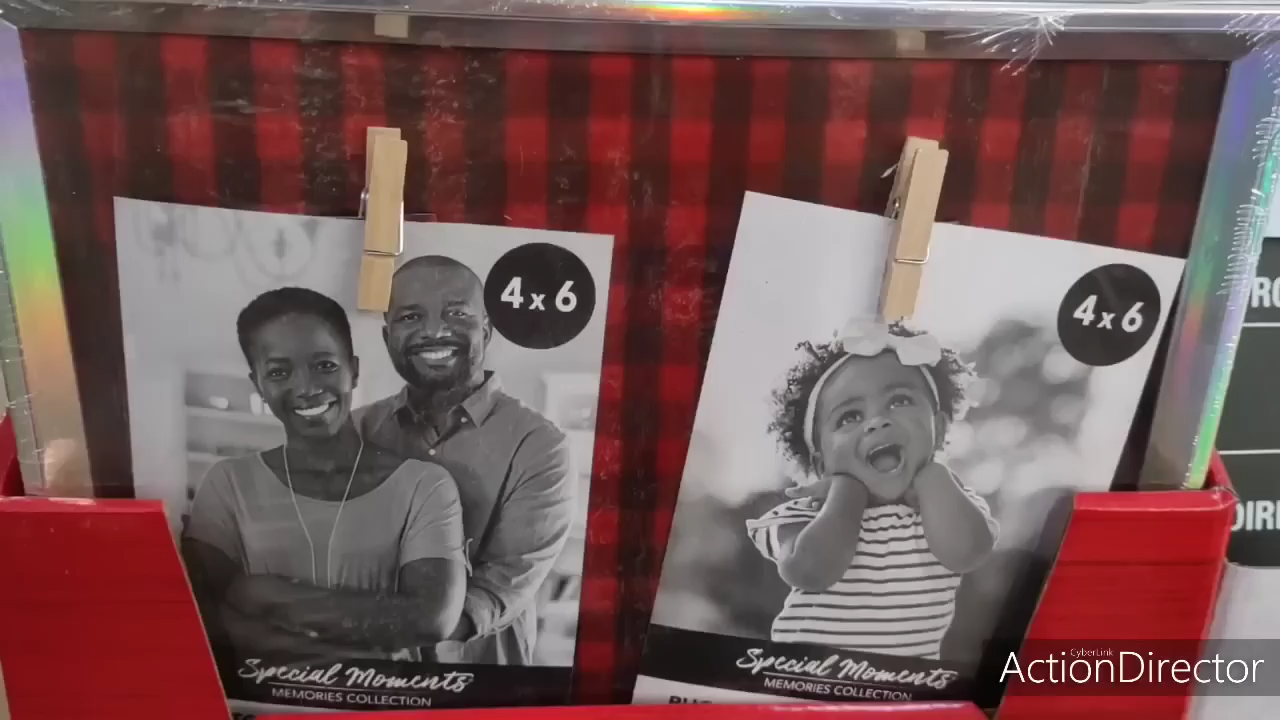 4x6
Special Moments
MEMORIES COLLECTION
4x6
Special Moments
MEMORIES COLLECTION
CyberLink
ActionDirector